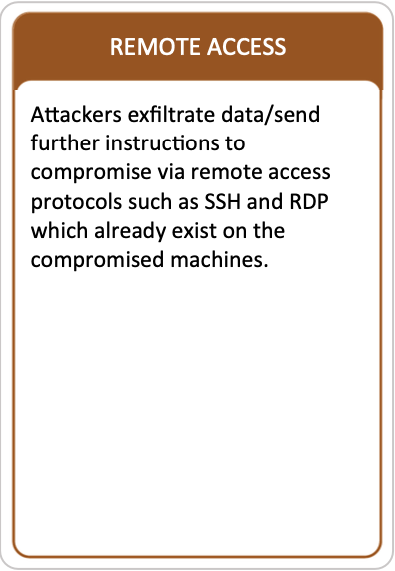 REMOTE ACCESS
Attackers exfiltrate data/send
further instructions to
compromise via remote access
protocols such as SSH and RDP
which already exist on the
compromised machines.